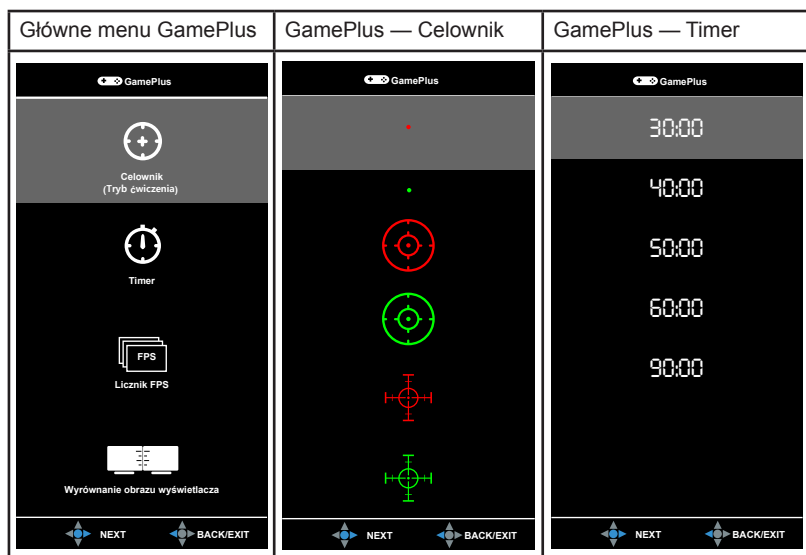 Główne menu GamePlus
GamePlus
Celownik
(Tryb ćwiczenia)
Timer
FPS
Licznik FPS
Wyrównanie obrazu wyświetlacza
NEXT BACK/EXIT
GamePlus — Celownik
GamePlus
NEXT BACK/EXIT
GamePlus — Timer
GamePlus
30:00
40:00
50:00
60:00
90:00
NEXT BACK/EXIT